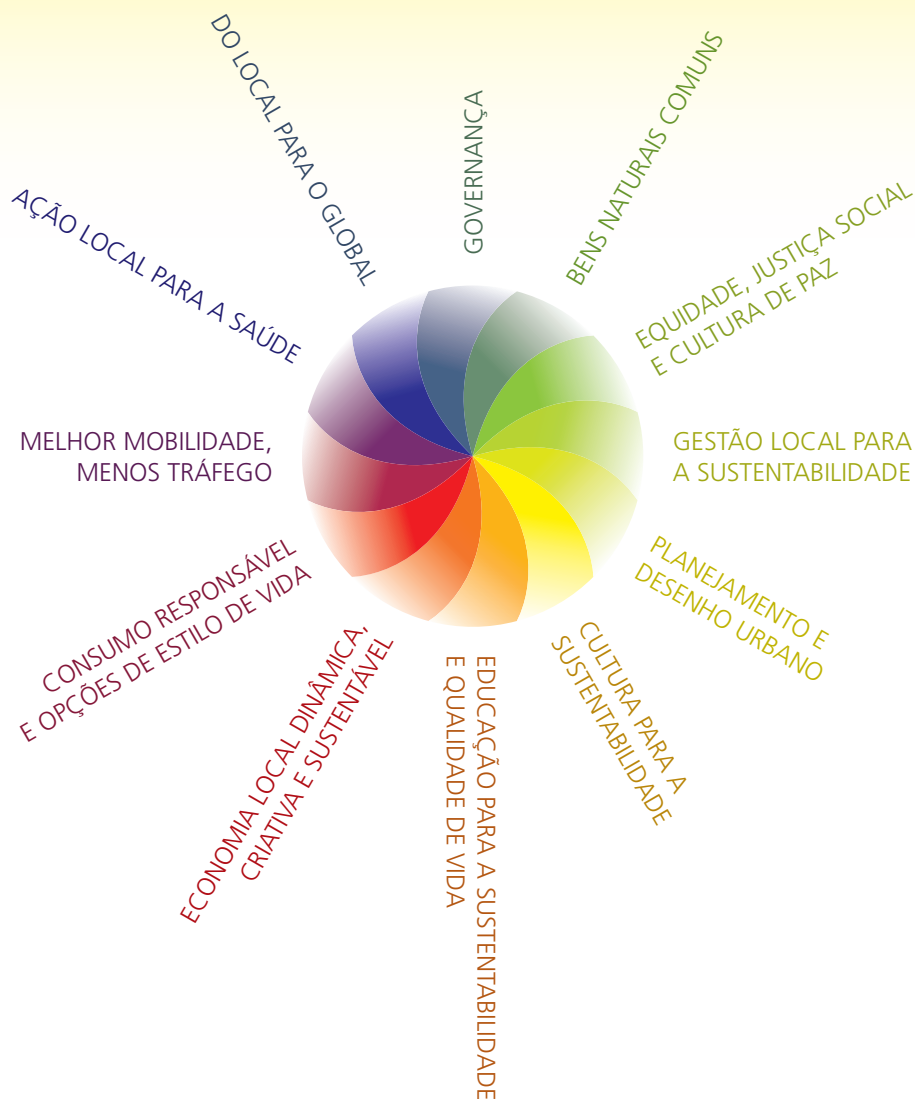 GOVERNANÇA
BENS NATURAIS COMUNS
EQUIDADE, JUSTIÇA SOCIAL
E CULTURA DE PAZ
GESTÃO LOCAL PARA
A SUSTENTABILIDADE
PLANEJAMENTO E
DESENHO URBANO
CULTURA PARA A
SUSTENTABILIDADE
EDUCAÇÃO PARA A SUSTENTABILIDADE
E QUALIDADE DE VIDA
ECONOMIA LOCAL DINÂMICA,
CRIATIVA E SUSTENTÁVEL
CONSUMO RESPONSÁVEL
E OPÇÕES DE ESTILO DE VIDA
MELHOR MOBILIDADE,
MENOS TRÁFEGO
AÇÃO LOCAL PARA A SAÚDE
DO LOCAL PARA O GLOBAL